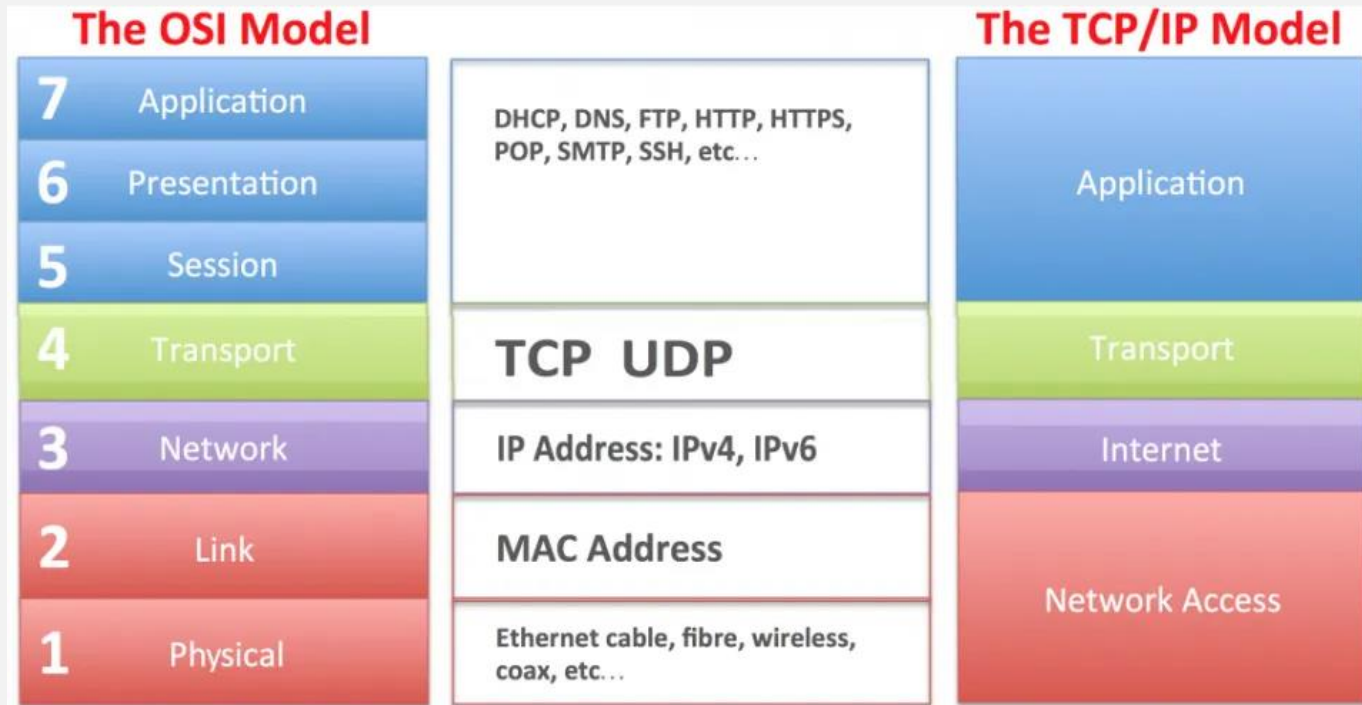 The OSI Model
The TCP/IP Model
7 Application
6 Presentation
5 Session
4 Transport
3 Network
2 Link
1 Physical
DHCP, DNS, FTP, HTTP, HTTPS,
POP, SMTP, SSH, etc…
TCP UDP
IP Address: IPv4, IPv6
MAC Address
Ethernet cable, fibre, wireless,
coax, etc…
Application
Transport
Internet
Network Access